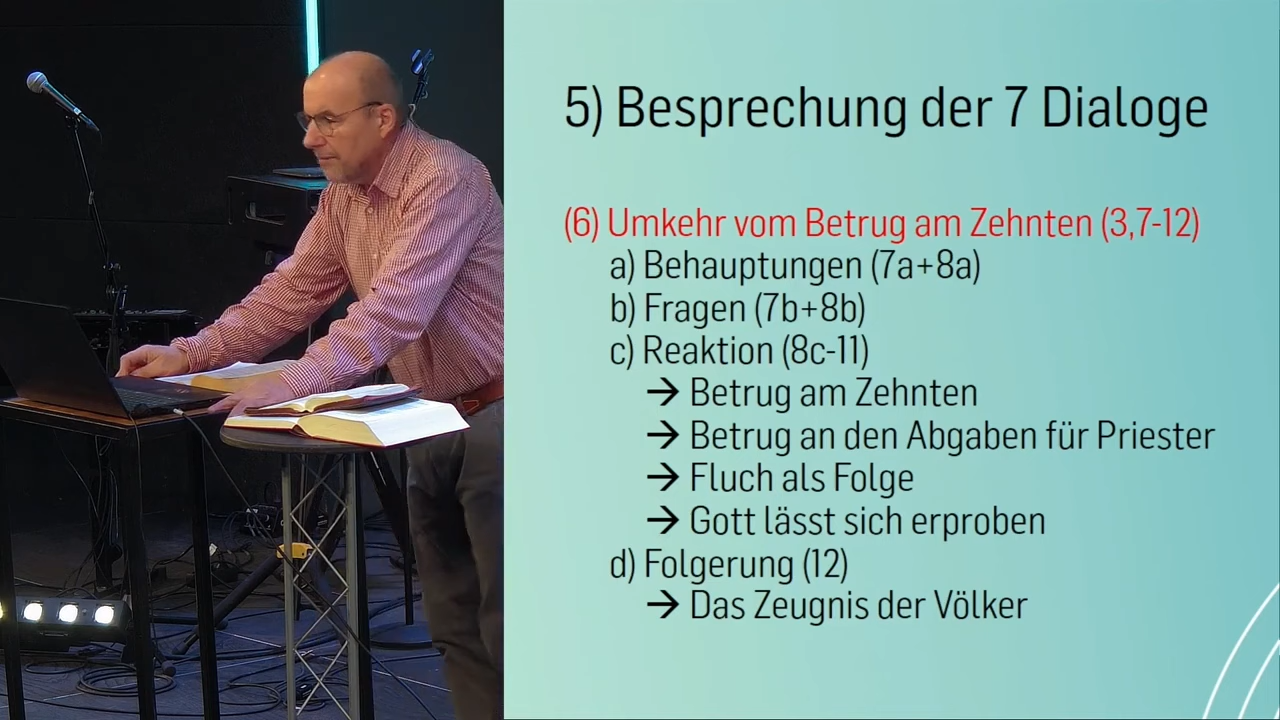 5) Besprechung der 7 Dialoge
(6) Umkehr vom Betrug am Zehnten (3,7-12)
a) Behauptungen (7a+8a)
b) Fragen (7b+8b)
c) Reaktion (8c-11)
→ Betrug am Zehnten
→ Betrug an den Abgaben für Priester
→ Fluch als Folge
→ Gott lässt sich erproben
d) Folgerung (12)
→ Das Zeugnis der Völker